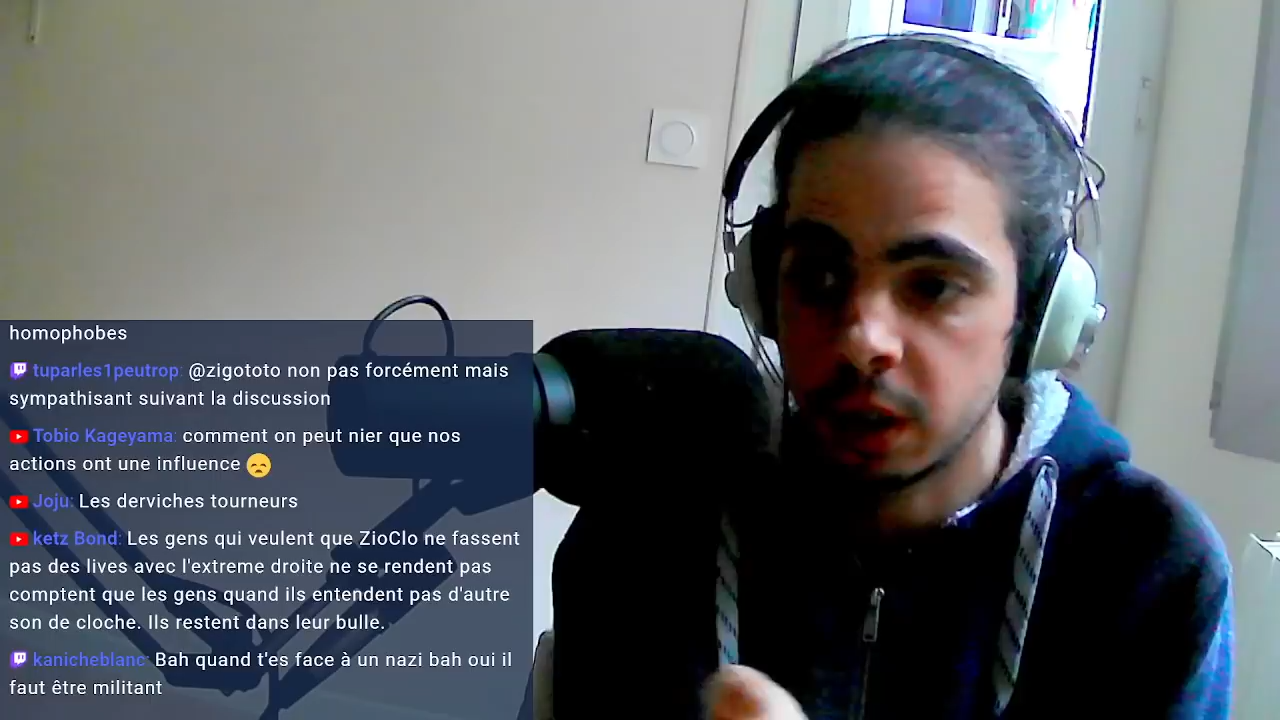 homophobes
tuparles1peutrop: @zigototo non pas forcément mais
sympathisant suivant la discussion
Tobio Kageyama: comment on peut nier que nos
actions ont une influence 😞
Joju: Les derviches tourneurs
ketz Bond: Les gens qui veulent que ZioClo ne fassent
pas des lives avec l'extreme droite ne se rendent pas
comptent que les gens quand ils entendent pas d'autre
son de cloche. Ils restent dans leur bulle.
kanicheblanc: Bah quand t'es face à un nazi bah oui il
faut être militant